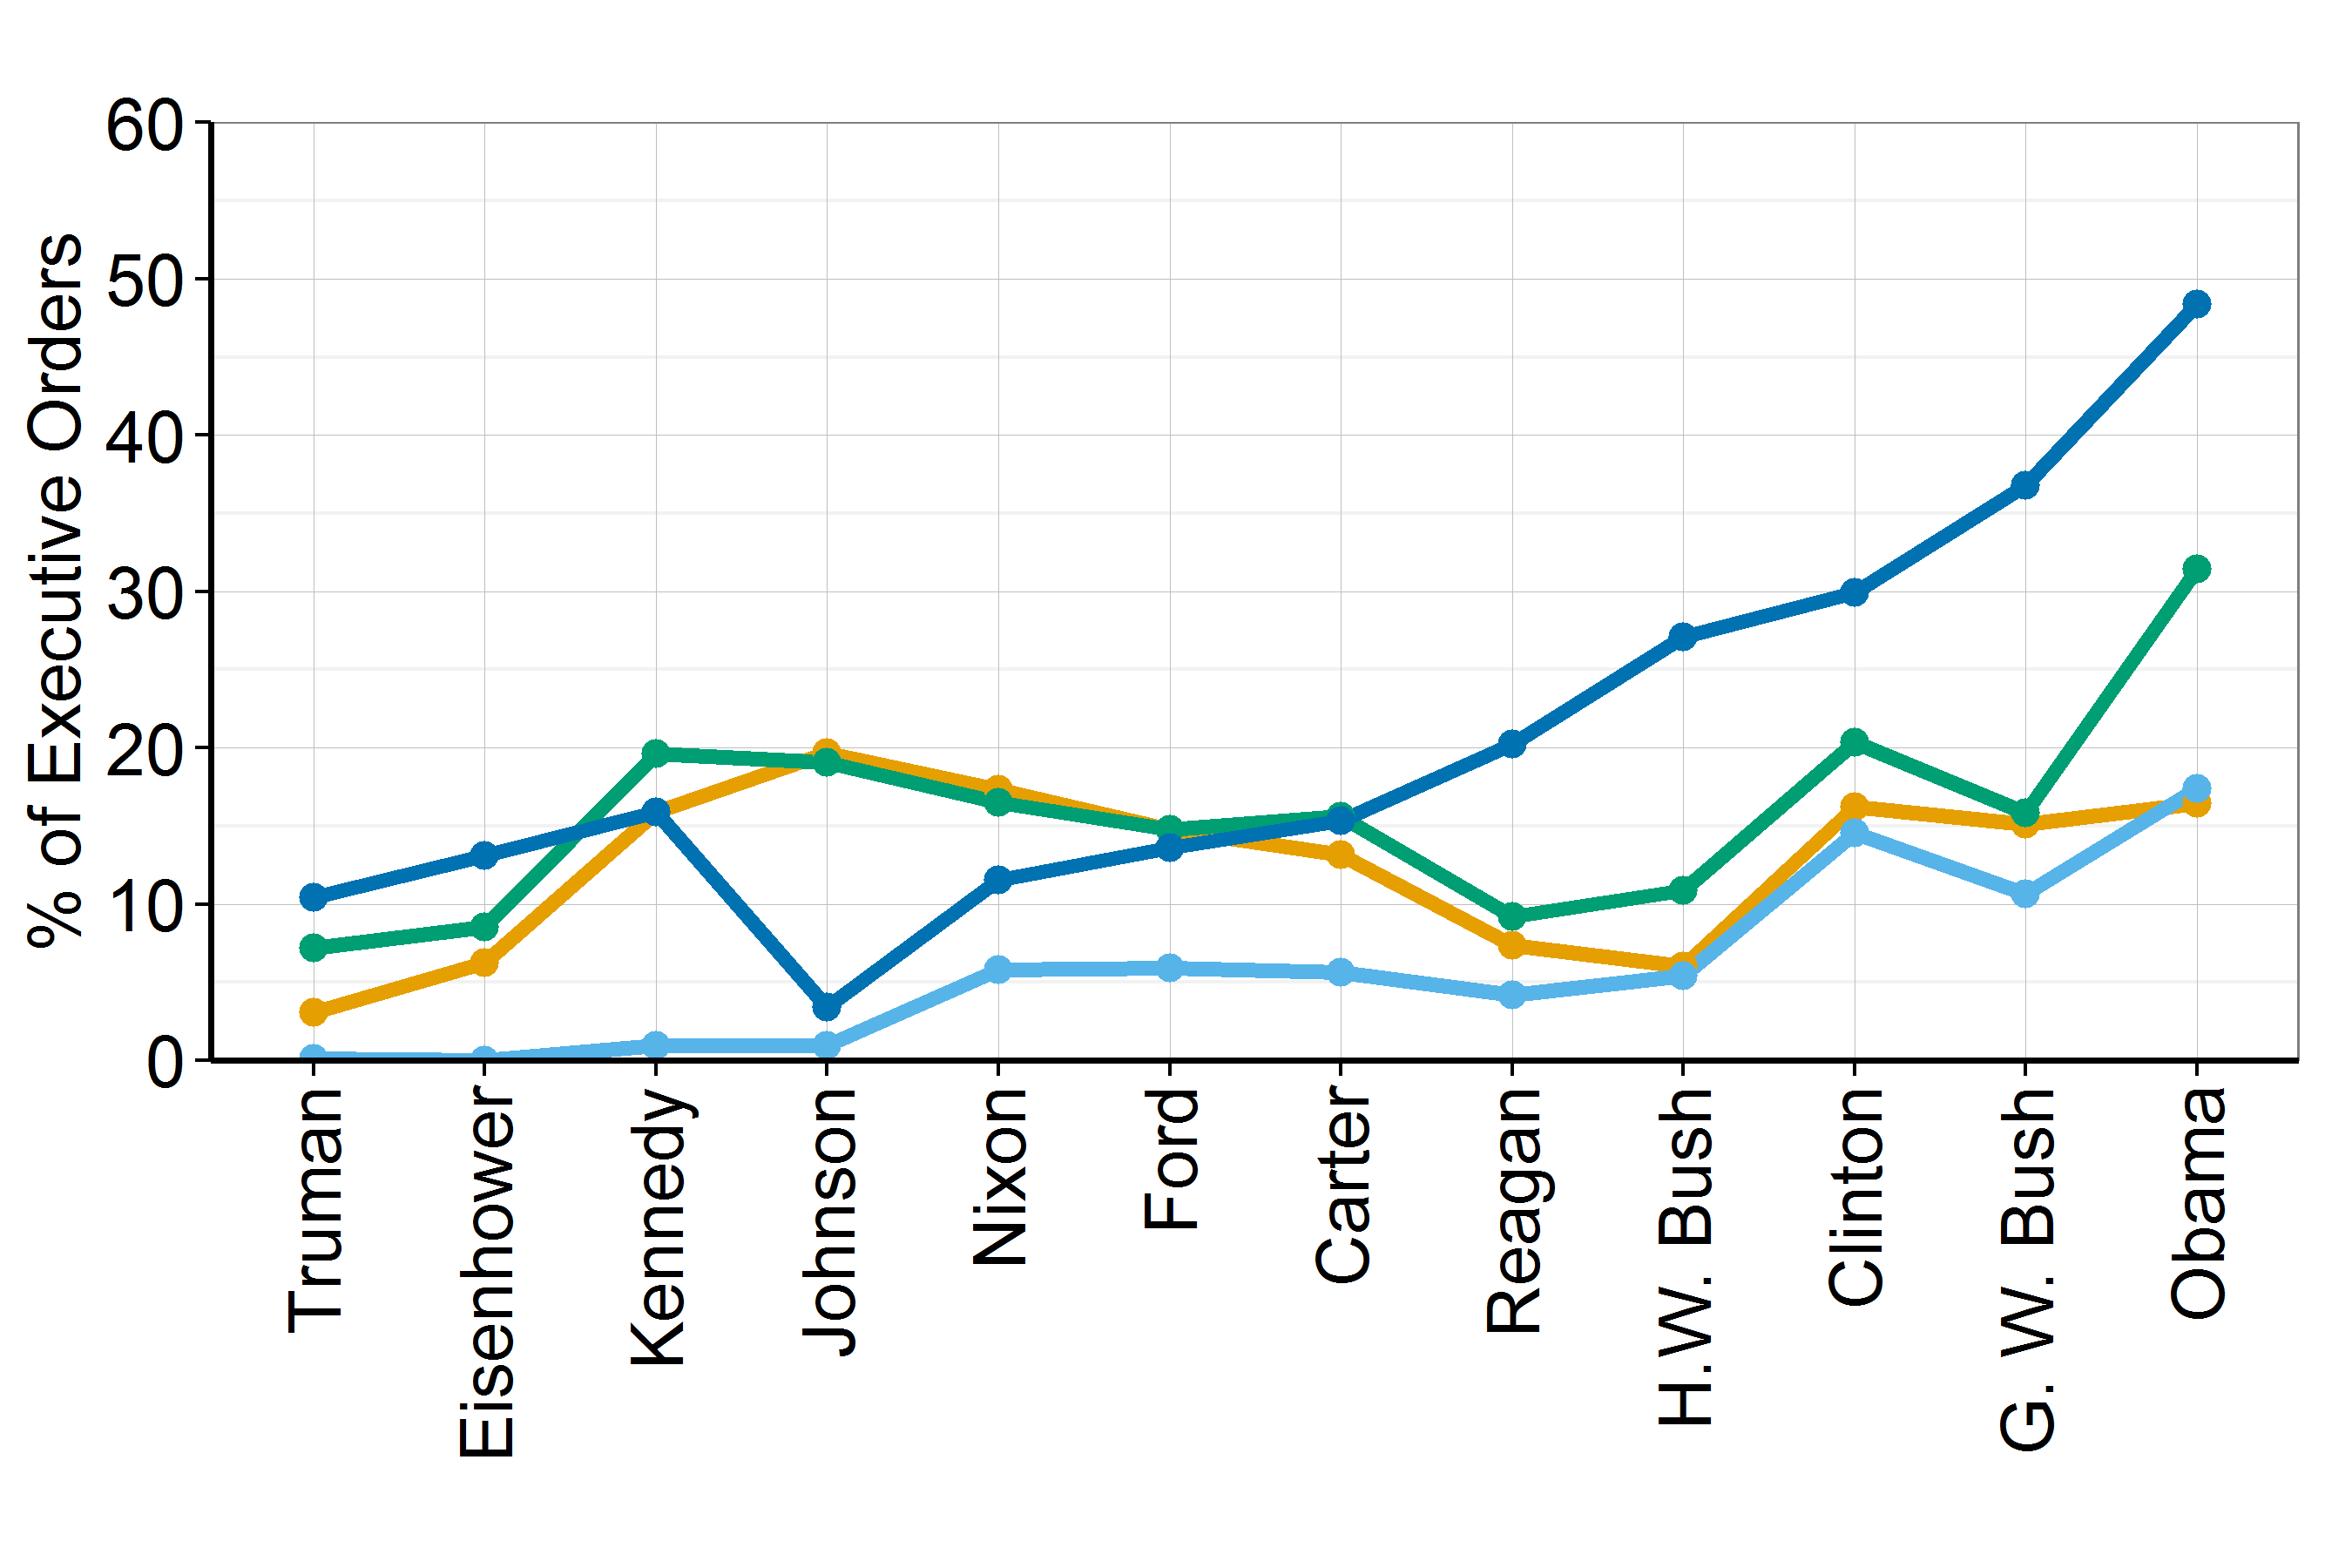 % of Executive Orders
60
50
40
30
20
10
0
Truman
Eisenhower
Kennedy
Johnson
Nixon
Ford
Carter
Reagan
H.W. Bush
Clinton
G. W. Bush
Obama